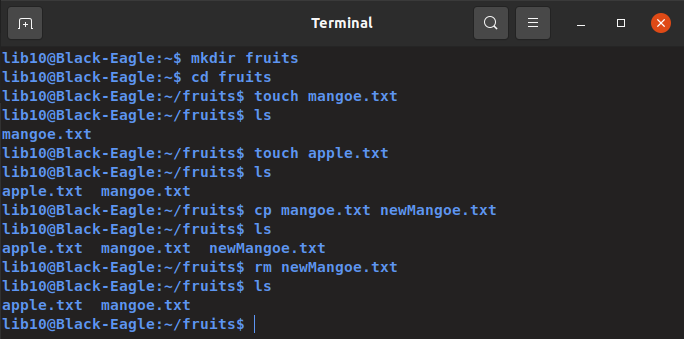 Terminal
lib10@Black-Eagle:~$ mkdir fruits
lib10@Black-Eagle:~$ cd fruits
lib10@Black-Eagle:~/fruits$ touch mangoe.txt
lib10@Black-Eagle:~/fruits$ ls
mangoe.txt
lib10@Black-Eagle:~/fruits$ touch apple.txt
lib10@Black-Eagle:~/fruits$ ls
apple.txt  mangoe.txt
lib10@Black-Eagle:~/fruits$ cp mangoe.txt newMangoe.txt
lib10@Black-Eagle:~/fruits$ ls
apple.txt  mangoe.txt  newMangoe.txt
lib10@Black-Eagle:~/fruits$ rm newMangoe.txt
lib10@Black-Eagle:~/fruits$ ls
apple.txt  mangoe.txt
lib10@Black-Eagle:~/fruits$